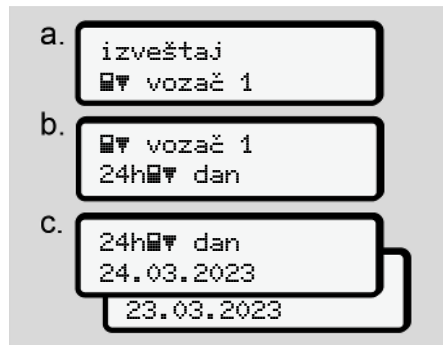 a.
izveštaj
vozač 1
b.
vozač 1
24h dan
c.
24h dan
24.03.2023
23.03.2023